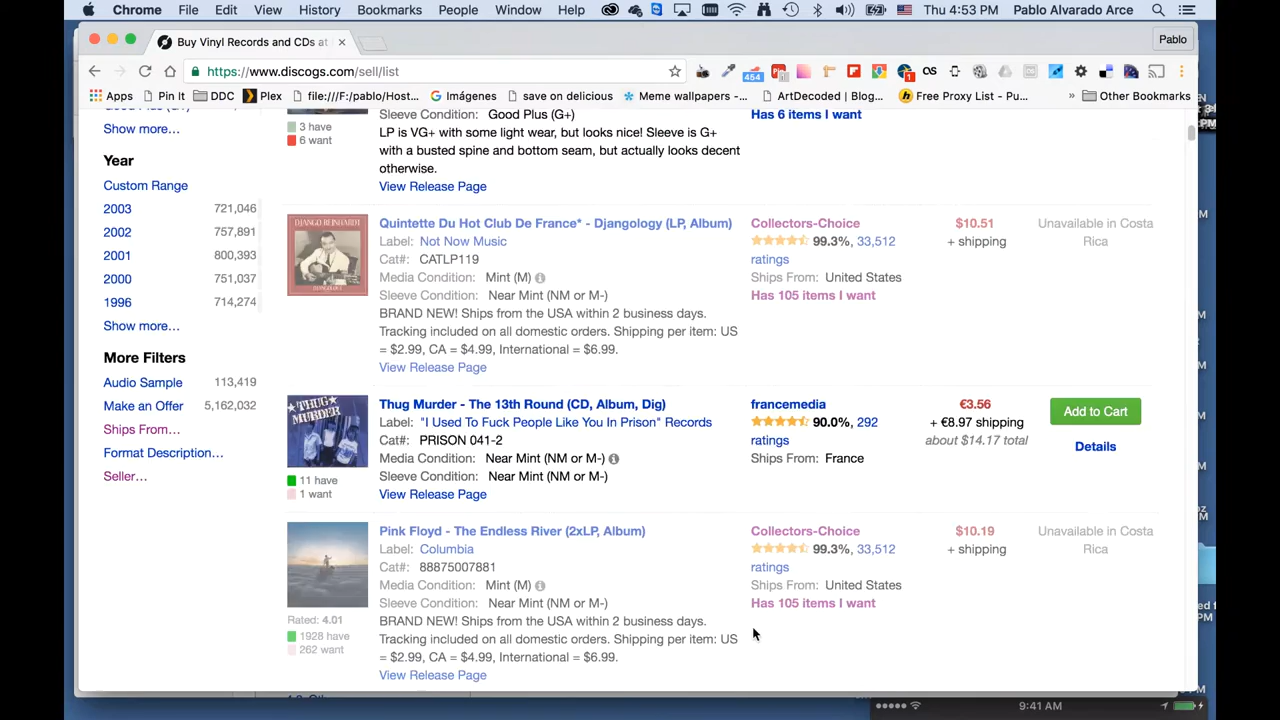 Chrome File Edit View History Bookmarks People Window Help Thu 4:53 PM Pablo Alvarado Arce
Buy Vinyl Records and CDs at Pablo
https://www.discogs.com/sell/list
454
1
Apps Pin It DDC Plex file:///F:/pablo/Host... Imágenes save on delicious Meme wallpapers -... ArtDecoded | Blog... Free Proxy List - Pu... » Other Bookmarks
Show more...
Year
Custom Range
2003 721,046
2002 757,891
2001 800,393
2000 751,037
1996 714,274
Show more...
More Filters
Audio Sample 113,419
Make an Offer 5,162,032
Ships From...
Format Description...
Seller...
3 have
6 want
Sleeve Condition: Good Plus (G+)
LP is VG+ with some light wear, but looks nice! Sleeve is G+
with a busted spine and bottom seam, but actually looks decent
otherwise.
View Release Page
Has 6 items I want
DJANGO REINHARDT
DJANGOLOGY
Quintette Du Hot Club De France* - Djangology (LP, Album)
Label: Not Now Music
Cat#: CATLP119
Media Condition: Mint (M)
Sleeve Condition: Near Mint (NM or M-)
BRAND NEW! Ships from the USA within 2 business days.
Tracking included on all domestic orders. Shipping per item: US
= $2.99, CA = $4.99, International = $6.99.
View Release Page
Collectors-Choice
99.3%, 33,512
ratings
Ships From: United States
Has 105 items I want
$10.51
+ shipping
Unavailable in Costa
Rica
THUG
MURDER
11 have
1 want
Thug Murder - The 13th Round (CD, Album, Dig)
Label: "I Used To Fuck People Like You In Prison" Records
Cat#: PRISON 041-2
Media Condition: Near Mint (NM or M-)
Sleeve Condition: Near Mint (NM or M-)
View Release Page
francemedia
90.0%, 292
ratings
Ships From: France
€3.56
+ €8.97 shipping
about $14.17 total
Add to Cart
Details
Rated: 4.01
1928 have
262 want
Pink Floyd - The Endless River (2xLP, Album)
Label: Columbia
Cat#: 88875007881
Media Condition: Mint (M)
Sleeve Condition: Near Mint (NM or M-)
BRAND NEW! Ships from the USA within 2 business days.
Tracking included on all domestic orders. Shipping per item: US
= $2.99, CA = $4.99, International = $6.99.
View Release Page
Collectors-Choice
99.3%, 33,512
ratings
Ships From: United States
Has 105 items I want
$10.19
+ shipping
Unavailable in Costa
Rica
9:41 AM